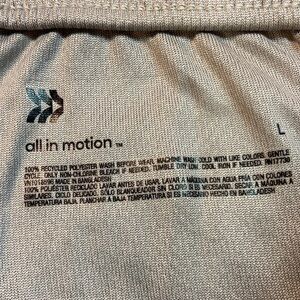 all in motion ™
L
100% RECYCLED POLYESTER WASH BEFORE WEAR, MACHINE WASH COLD WITH LIKE COLORS. GENTLE
CYCLE. ONLY NON-CHLORINE BLEACH IF NEEDED. TUMBLE DRY LOW. COOL IRON IF NEEDED. RN17730
MADE IN BANGLADESH
100% POLIÉSTER RECICLADO LAVAR ANTES DE USAR, LAVAR A MÁQUINA CON AGUA FRÍA CON COLORES
SIMILARES, CICLO DELICADO. SÓLO BLANQUEADOR SIN CLORO SI ES NECESARIO. SECAR A MÁQUINA A
TEMPERATURA BAJA. PLANCHAR A BAJA TEMPERATURA SI ES NECESARIO. HECHO EN BANGLADESH